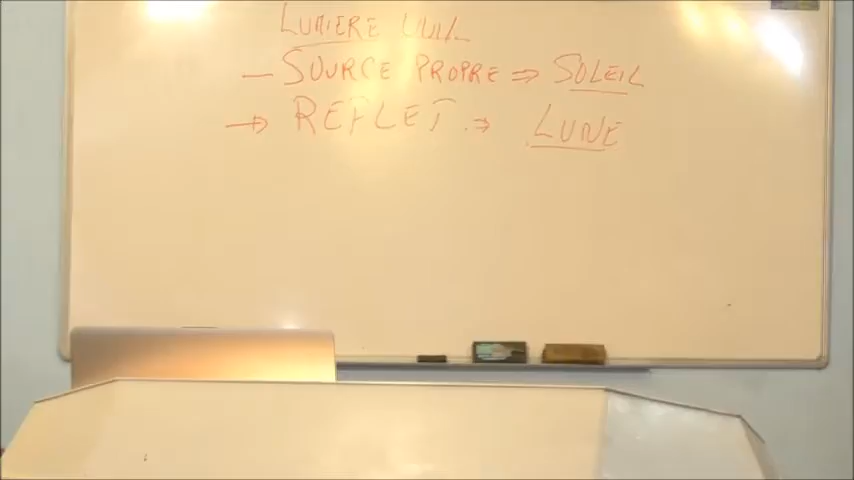 LUMIERE
— SOURCE PROPRE ⇒ SOLEIL
→ REFLET ⇒ LUNE